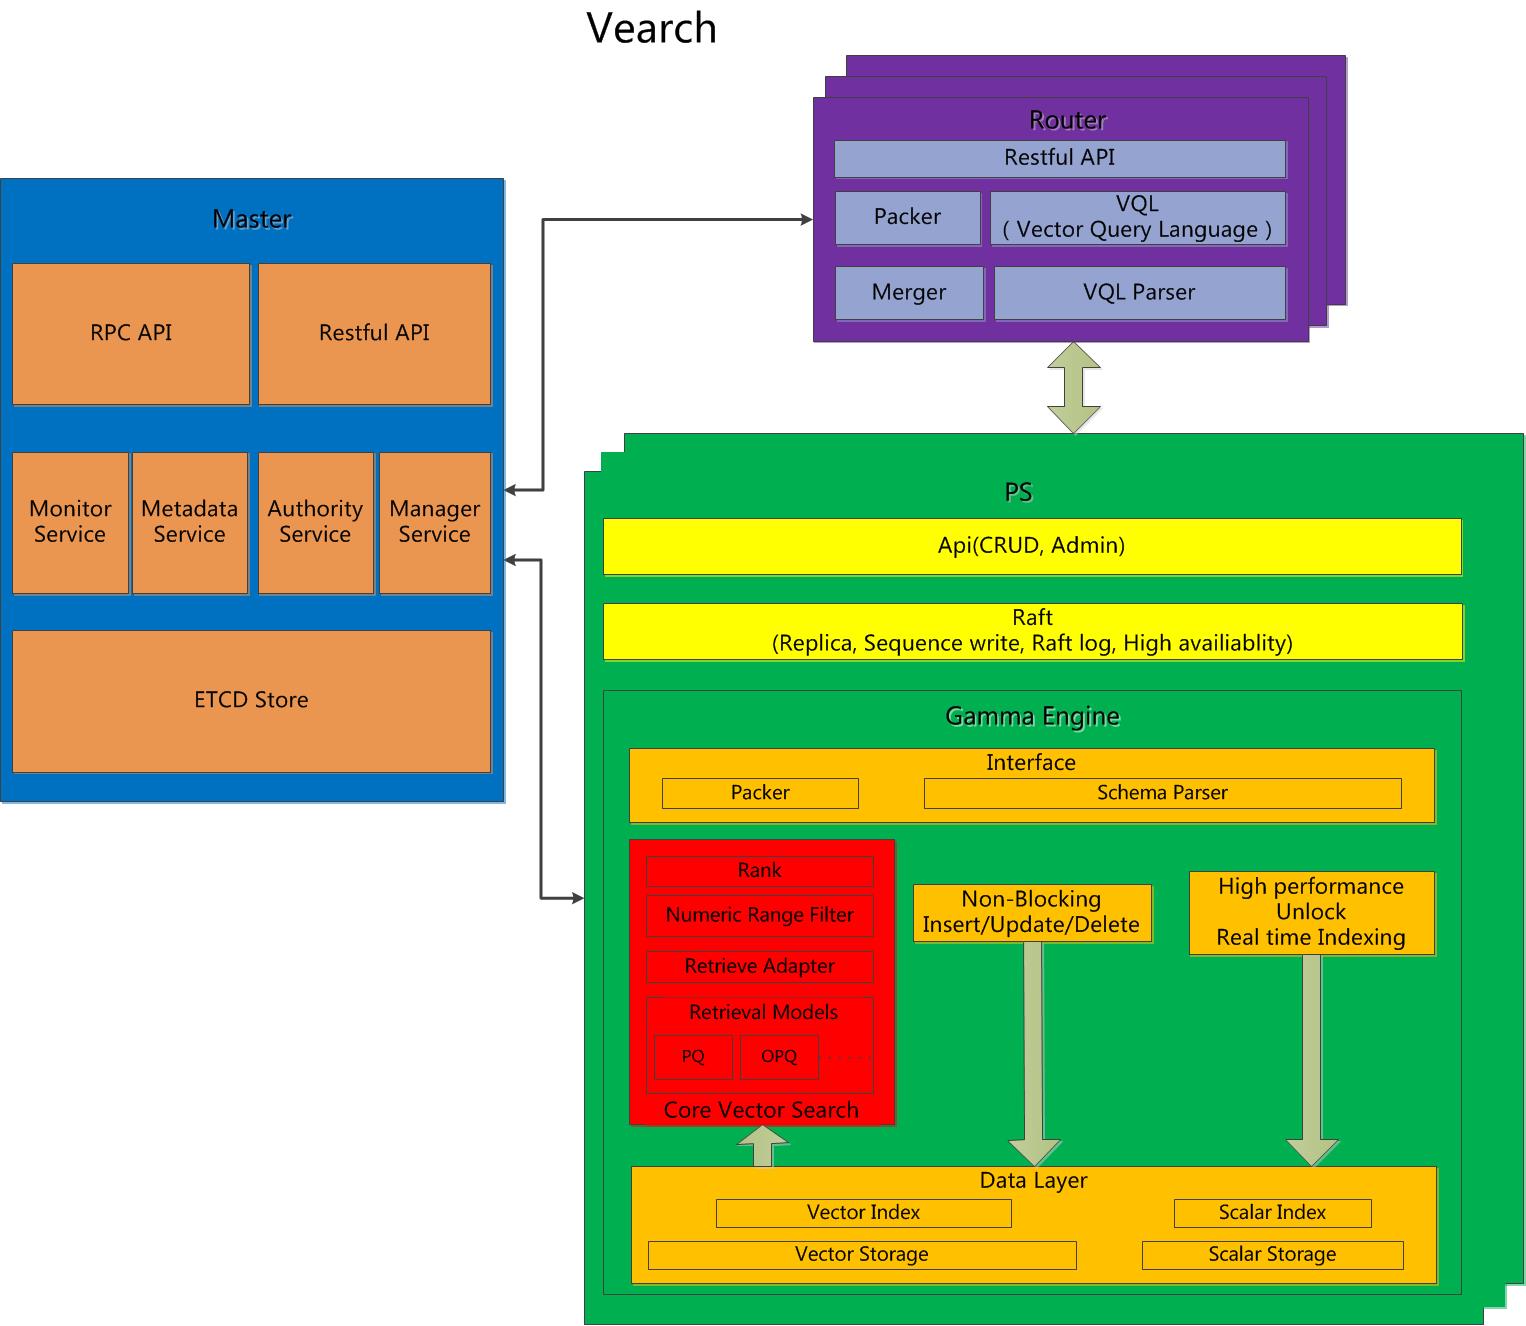 Vearch
Router
Restful API
Packer
VQL
( Vector Query Language )
Merger
VQL Parser
Master
RPC API
Restful API
Monitor
Service
Metadata
Service
Authority
Service
Manager
Service
ETCD Store
PS
Api(CRUD, Admin)
Raft
(Replica, Sequence write, Raft log, High availiablity)
Gamma Engine
Interface
Packer
Schema Parser
Rank
Numeric Range Filter
Retrieve Adapter
Retrieval Models
PQ
OPQ
Core Vector Search
Non-Blocking
Insert/Update/Delete
High performance
Unlock
Real time Indexing
Data Layer
Vector Index
Scalar Index
Vector Storage
Scalar Storage